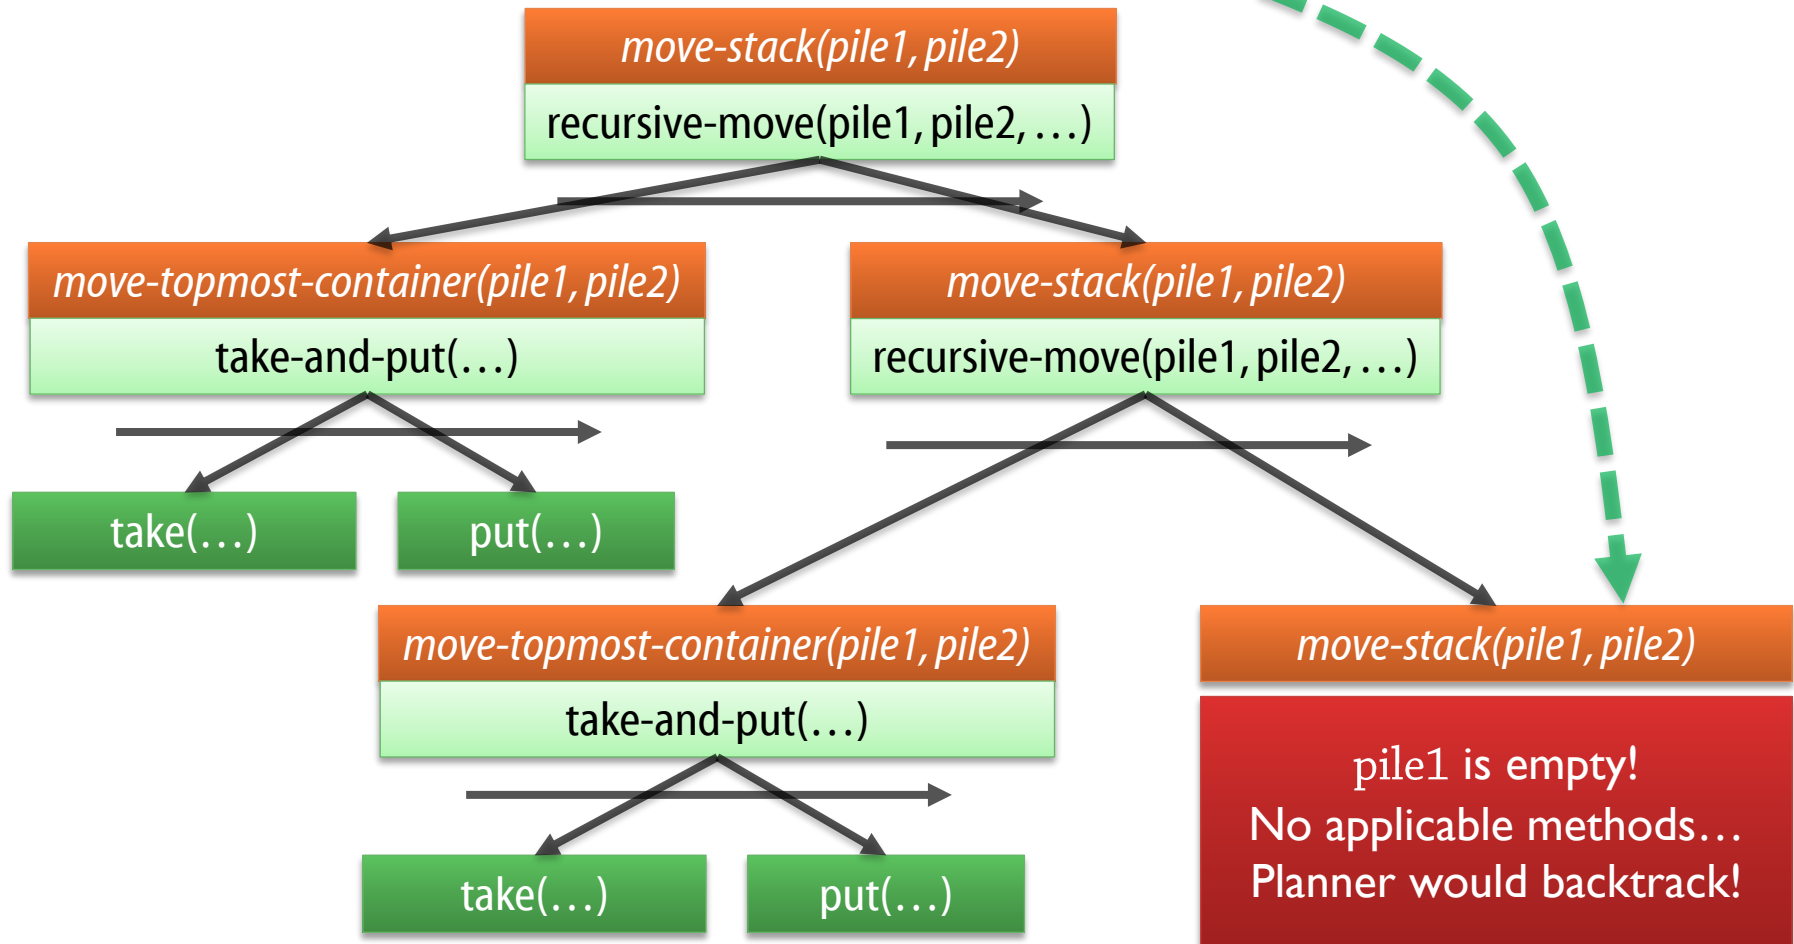 move-stack(pile1, pile2)
recursive-move(pile1, pile2, …)
move-topmost-container(pile1, pile2)
take-and-put(…)
move-stack(pile1, pile2)
recursive-move(pile1, pile2, …)
take(…)
put(…)
move-topmost-container(pile1, pile2)
take-and-put(…)
move-stack(pile1, pile2)
pile1 is empty!
No applicable methods…
Planner would backtrack!
take(…)
put(…)